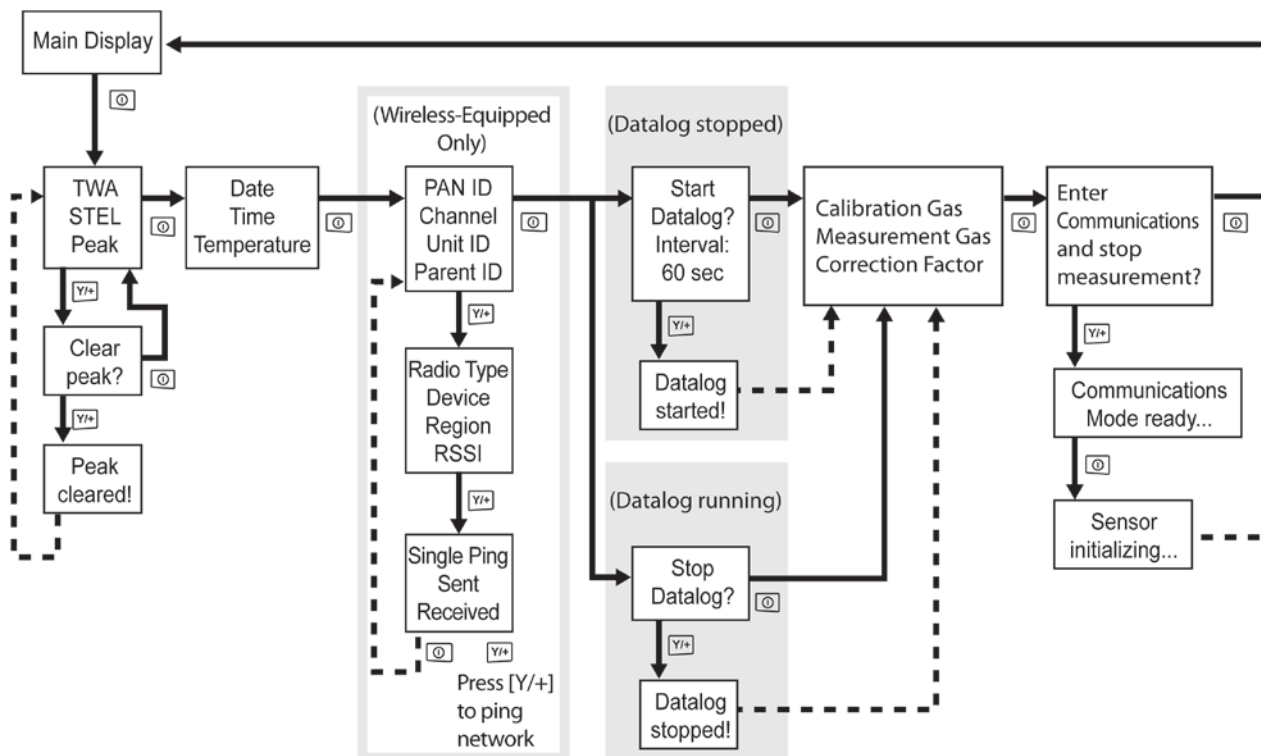 Main Display
TWA
STEL
Peak
Y/+
Clear
peak?
Y/+
Peak
cleared!
Date
Time
Temperature
(Wireless-Equipped
Only)
PAN ID
Channel
Unit ID
Parent ID
Y/+
Radio Type
Device
Region
RSSI
Y/+
Single Ping
Sent
Received
Y/+
Press [Y/+]
to ping
network
(Datalog stopped)
Start
Datalog?
Interval:
60 sec
Y/+
Datalog
started!
(Datalog running)
Stop
Datalog?
Y/+
Datalog
stopped!
Calibration Gas
Measurement Gas
Correction Factor
Enter
Communications
and stop
measurement?
Y/+
Communications
Mode ready...
Sensor
initializing...